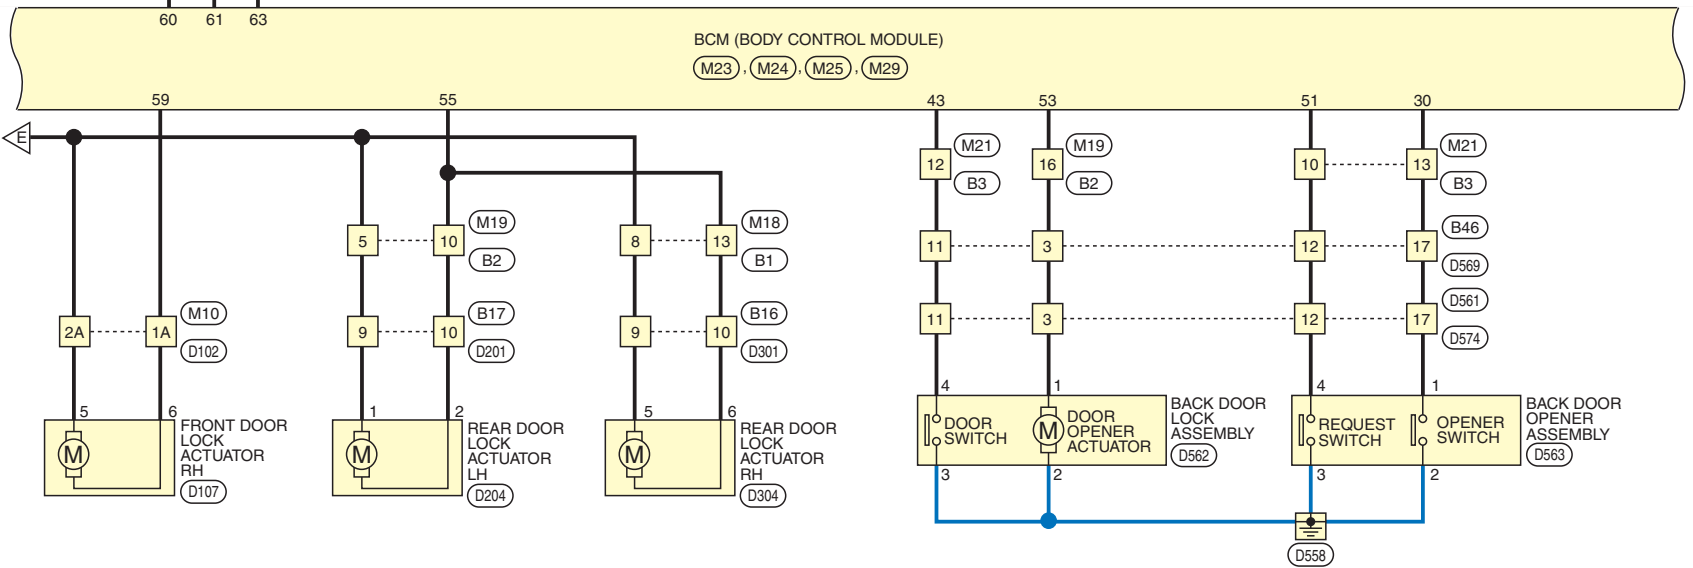 60 61 63
BCM (BODY CONTROL MODULE)
M23 , M24 , M25 , M29
59 55 43 53 51 30
E
12 M21 B3
16 M19 B2
10 13 M21 B3
5 10 M19 B2
8 13 M18 B1
11 3 12 17 B46 D569
2A 1A M10 D102
9 10 B17 D201
9 10 B16 D301
11 3 12 17 D561 D574
5 6
M
FRONT DOOR
LOCK
ACTUATOR
RH
D107
1 2
M
REAR DOOR
LOCK
ACTUATOR
LH
D204
5 6
M
REAR DOOR
LOCK
ACTUATOR
RH
D304
4 1
DOOR
SWITCH
M
DOOR
OPENER
ACTUATOR
3 2
BACK DOOR
LOCK
ASSEMBLY
D562
4 1
REQUEST
SWITCH
OPENER
SWITCH
3 2
BACK DOOR
OPENER
ASSEMBLY
D563
D558